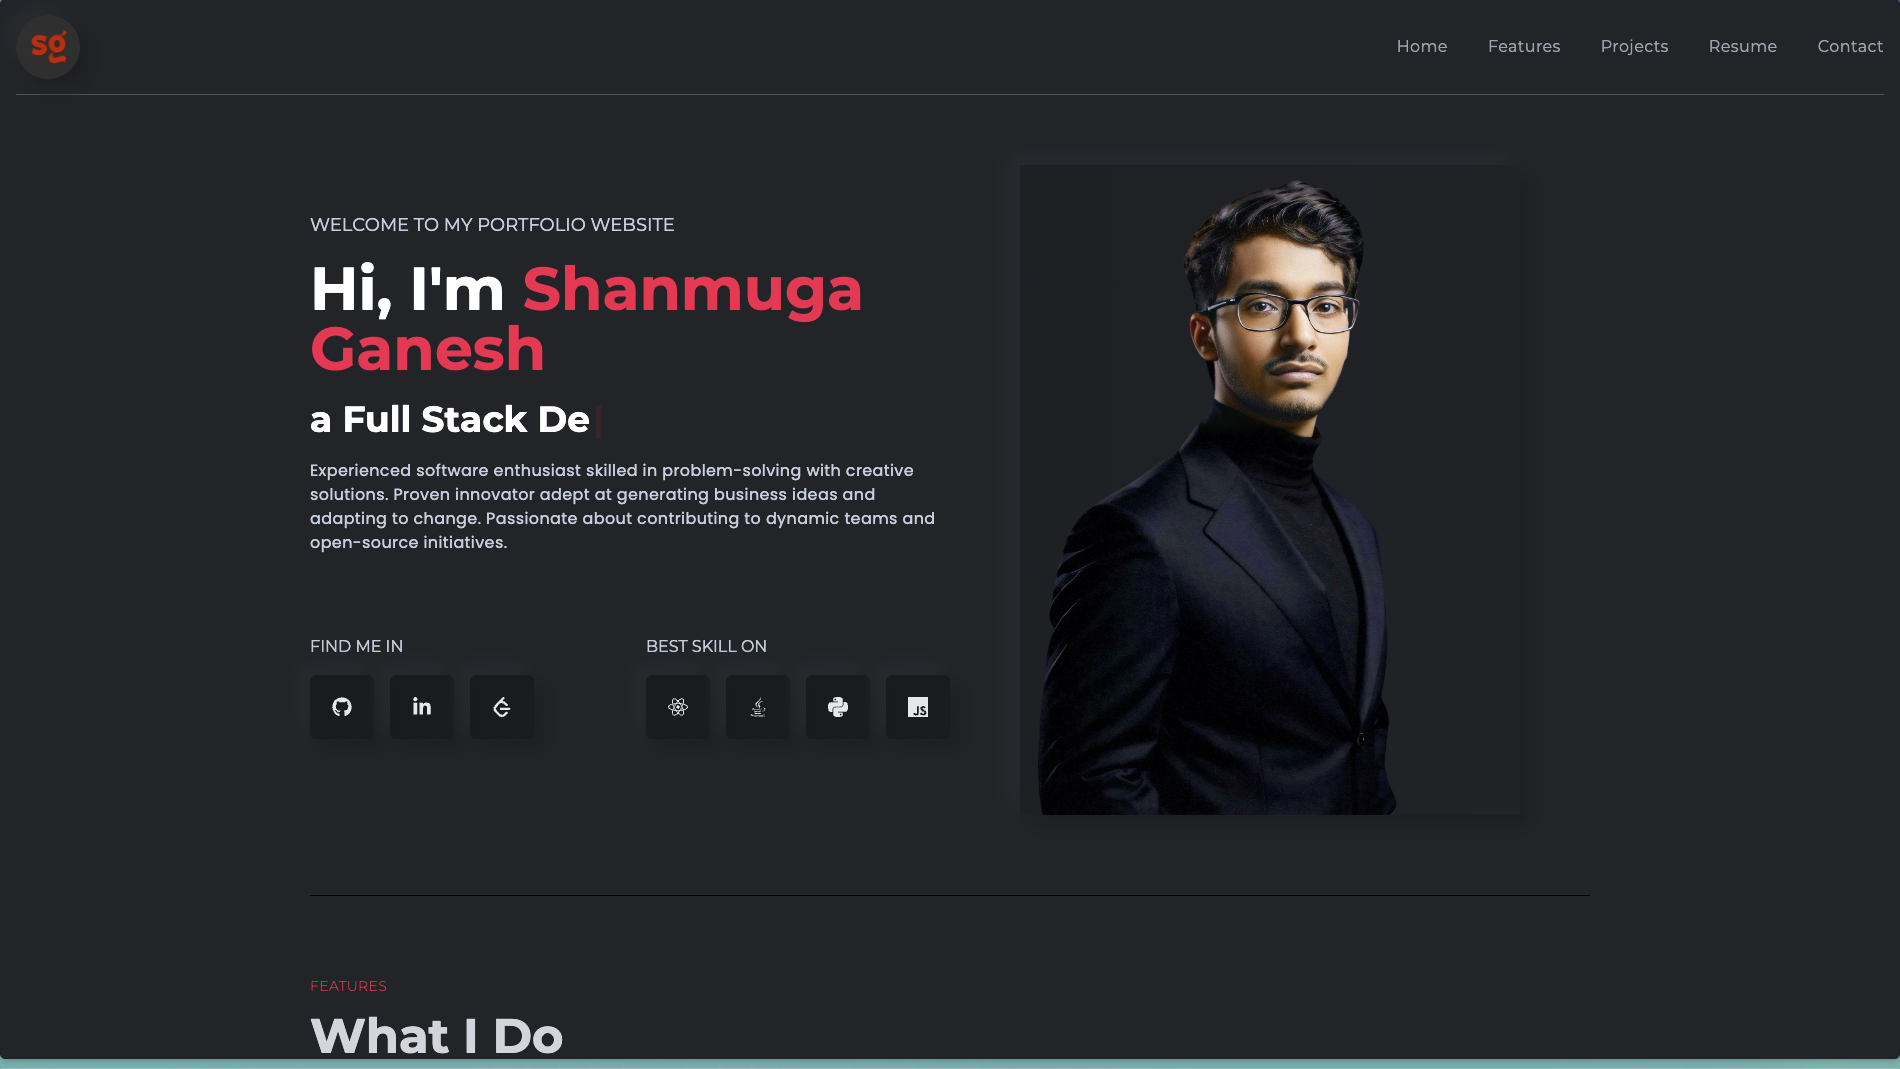 sg
Home Features Projects Resume Contact
WELCOME TO MY PORTFOLIO WEBSITE
Hi, I'm Shanmuga
Ganesh
a Full Stack De
Experienced software enthusiast skilled in problem-solving with creative
solutions. Proven innovator adept at generating business ideas and
adapting to change. Passionate about contributing to dynamic teams and
open-source initiatives.
FIND ME IN
BEST SKILL ON
in
JS
FEATURES
What I Do